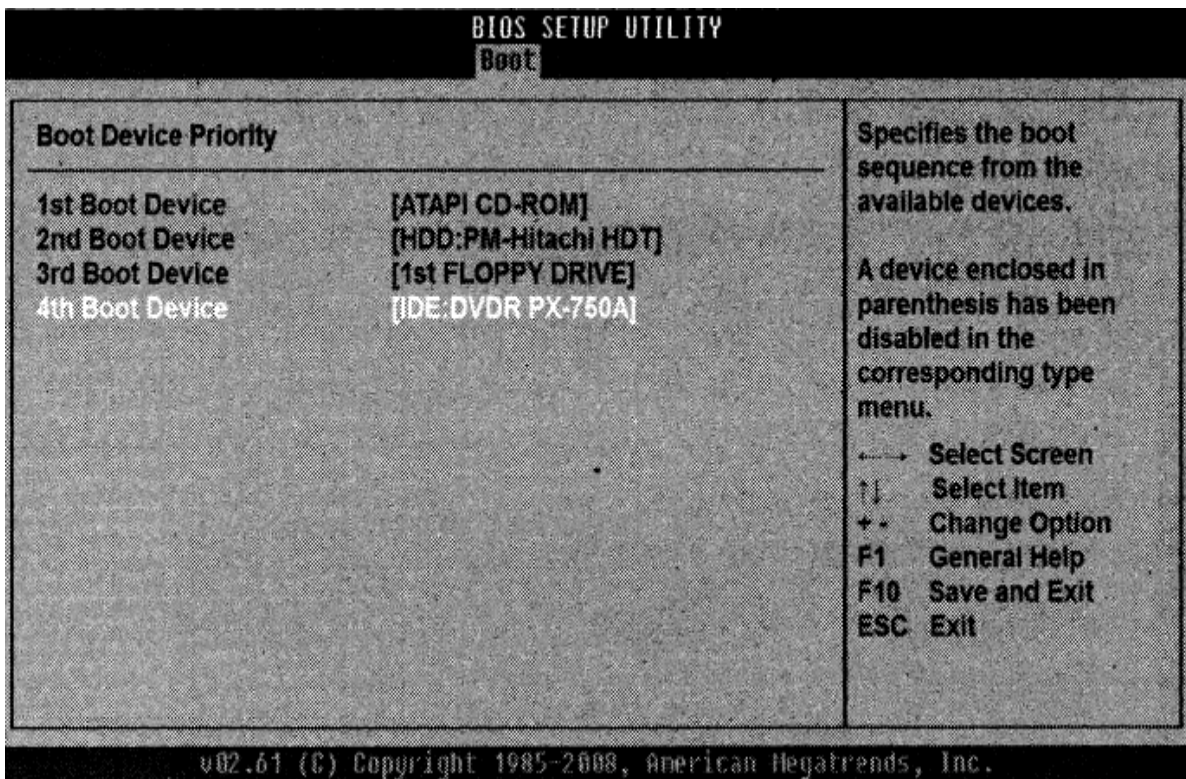 BIOS SETUP UTILITY
Boot
Boot Device Priority
1st Boot Device [ATAPI CD-ROM]
2nd Boot Device [HDD:PM-Hitachi HDT]
3rd Boot Device [1st FLOPPY DRIVE]
4th Boot Device [IDE:DVDR PX-750A]
Specifies the boot
sequence from the
available devices.
A device enclosed in
parenthesis has been
disabled in the
corresponding type
menu.
←→ Select Screen
↑↓ Select Item
+ - Change Option
F1 General Help
F10 Save and Exit
ESC Exit
v02.61 (C) Copyright 1985-2008, American Megatrends, Inc.